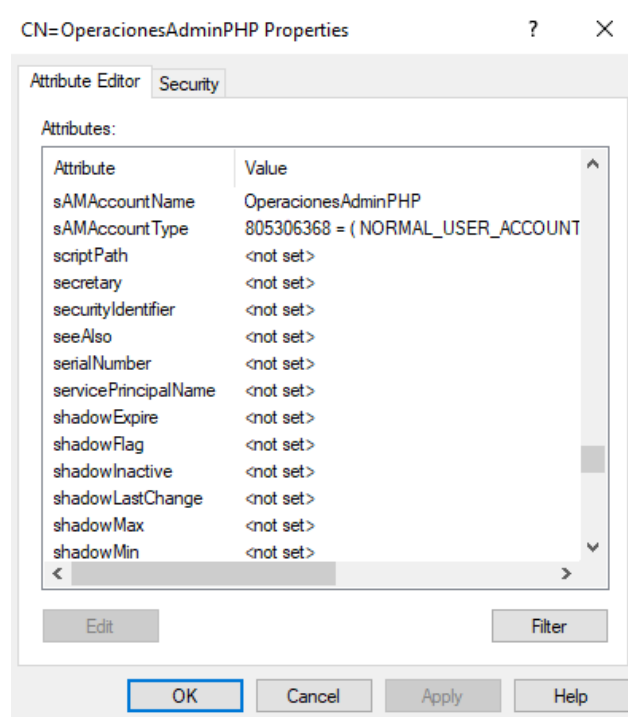 CN=OperacionesAdminPHP Properties ? ×
Attribute Editor Security
Attributes:
Attribute Value
sAMAccountName OperacionesAdminPHP
sAMAccountType 805306368 = ( NORMAL_USER_ACCOUNT
scriptPath <not set>
secretary <not set>
securityIdentifier <not set>
seeAlso <not set>
serialNumber <not set>
servicePrincipalName <not set>
shadowExpire <not set>
shadowFlag <not set>
shadowInactive <not set>
shadowLastChange <not set>
shadowMax <not set>
shadowMin <not set>
Edit Filter
OK Cancel Apply Help